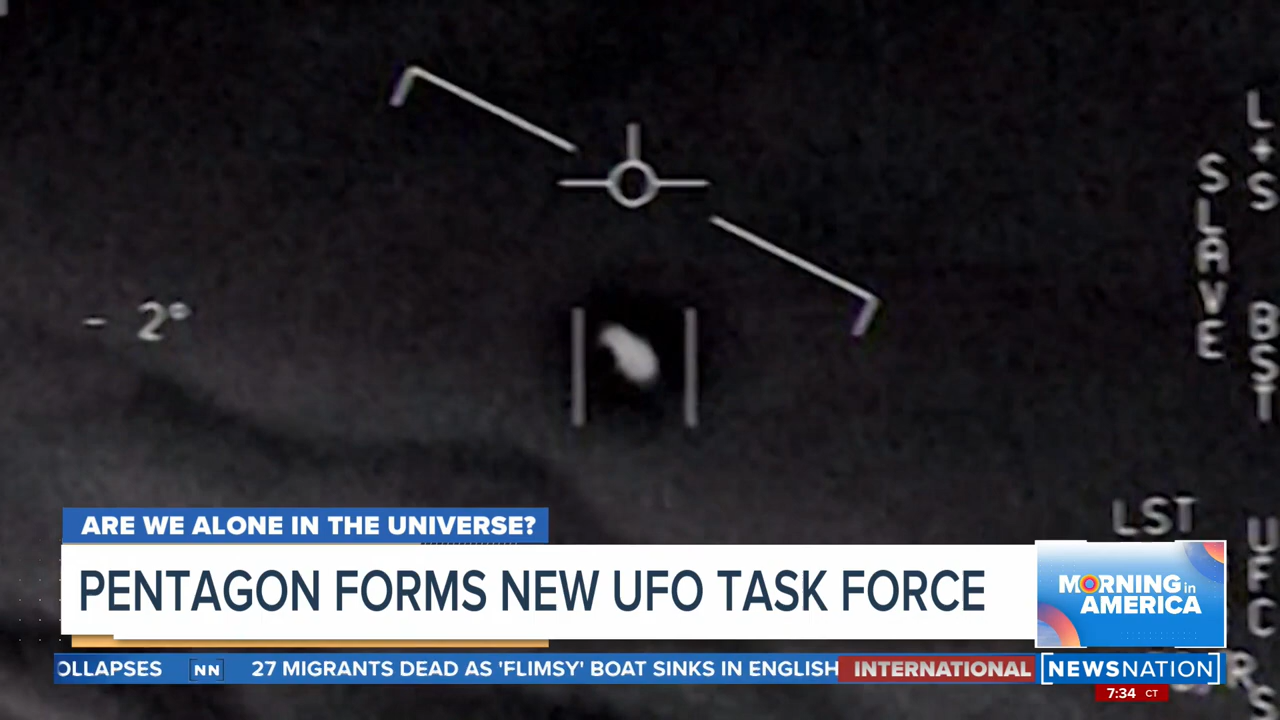 - 2°
L+S
SLAVE
BST
LST
ARE WE ALONE IN THE UNIVERSE?
PENTAGON FORMS NEW UFO TASK FORCE
MORNING in
AMERICA
OLLAPSES NN 27 MIGRANTS DEAD AS 'FLIMSY' BOAT SINKS IN ENGLISH INTERNATIONAL
NEWSNATION
7:34 CT